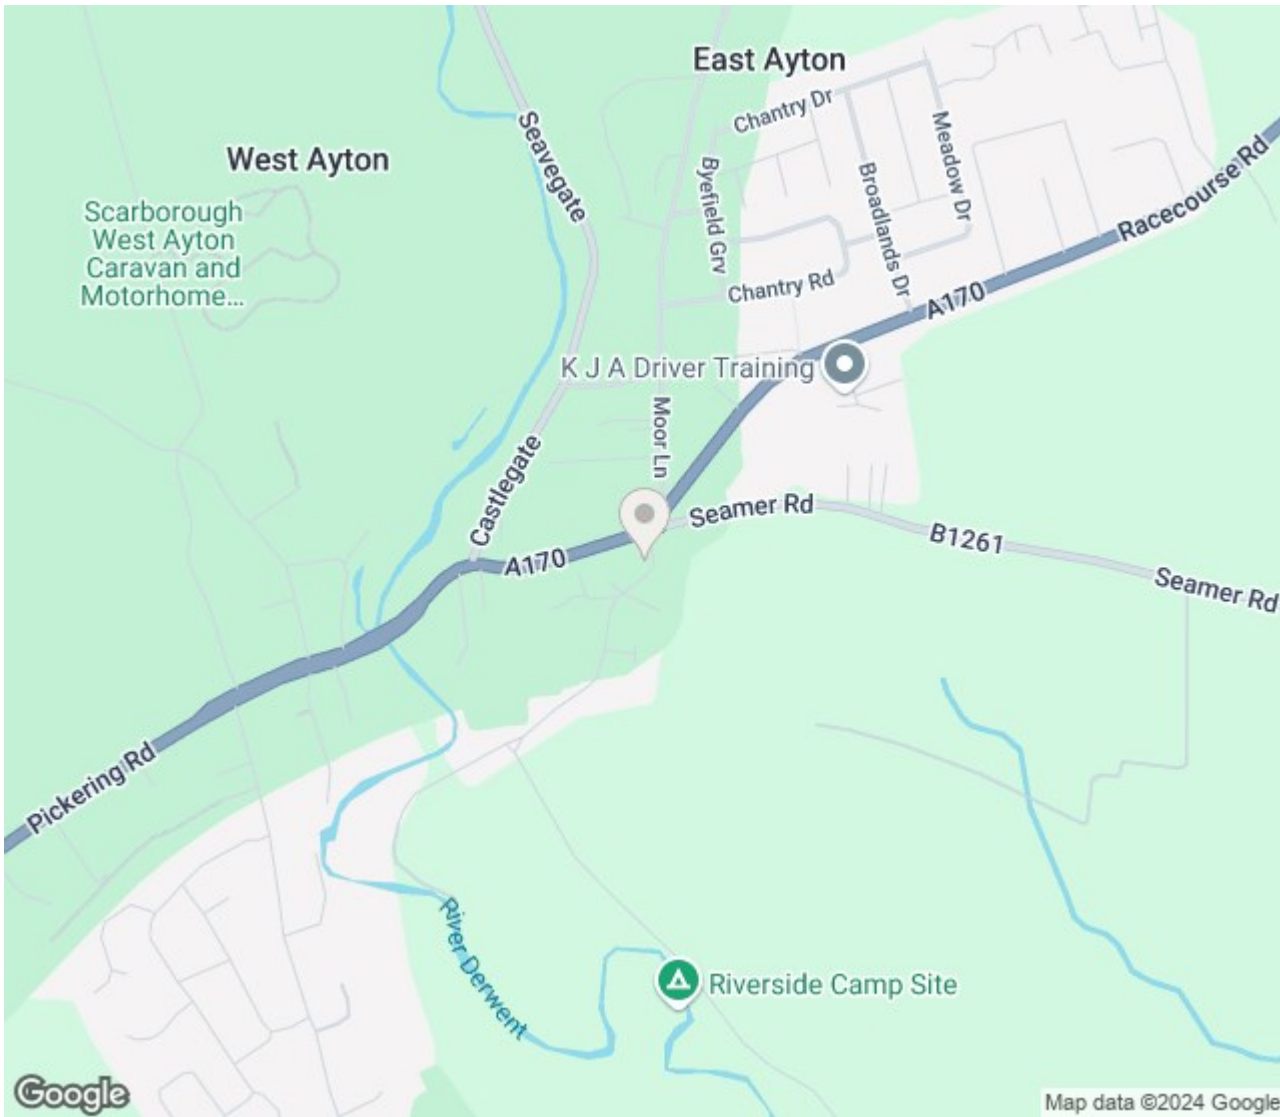 East Ayton
Chantry Dr
Seavegate
Meadow Dr
West Ayton
Byefield Grv
Broadlands Dr
Racecourse Rd
Scarborough
West Ayton
Caravan and
Motorhome...
Chantry Rd
A170
K J A Driver Training
Moor Ln
Castlegate
Seamer Rd
B1261
A170
Seamer Rd
Pickering Rd
River Derwent
Riverside Camp Site
Google
Map data ©2024 Google